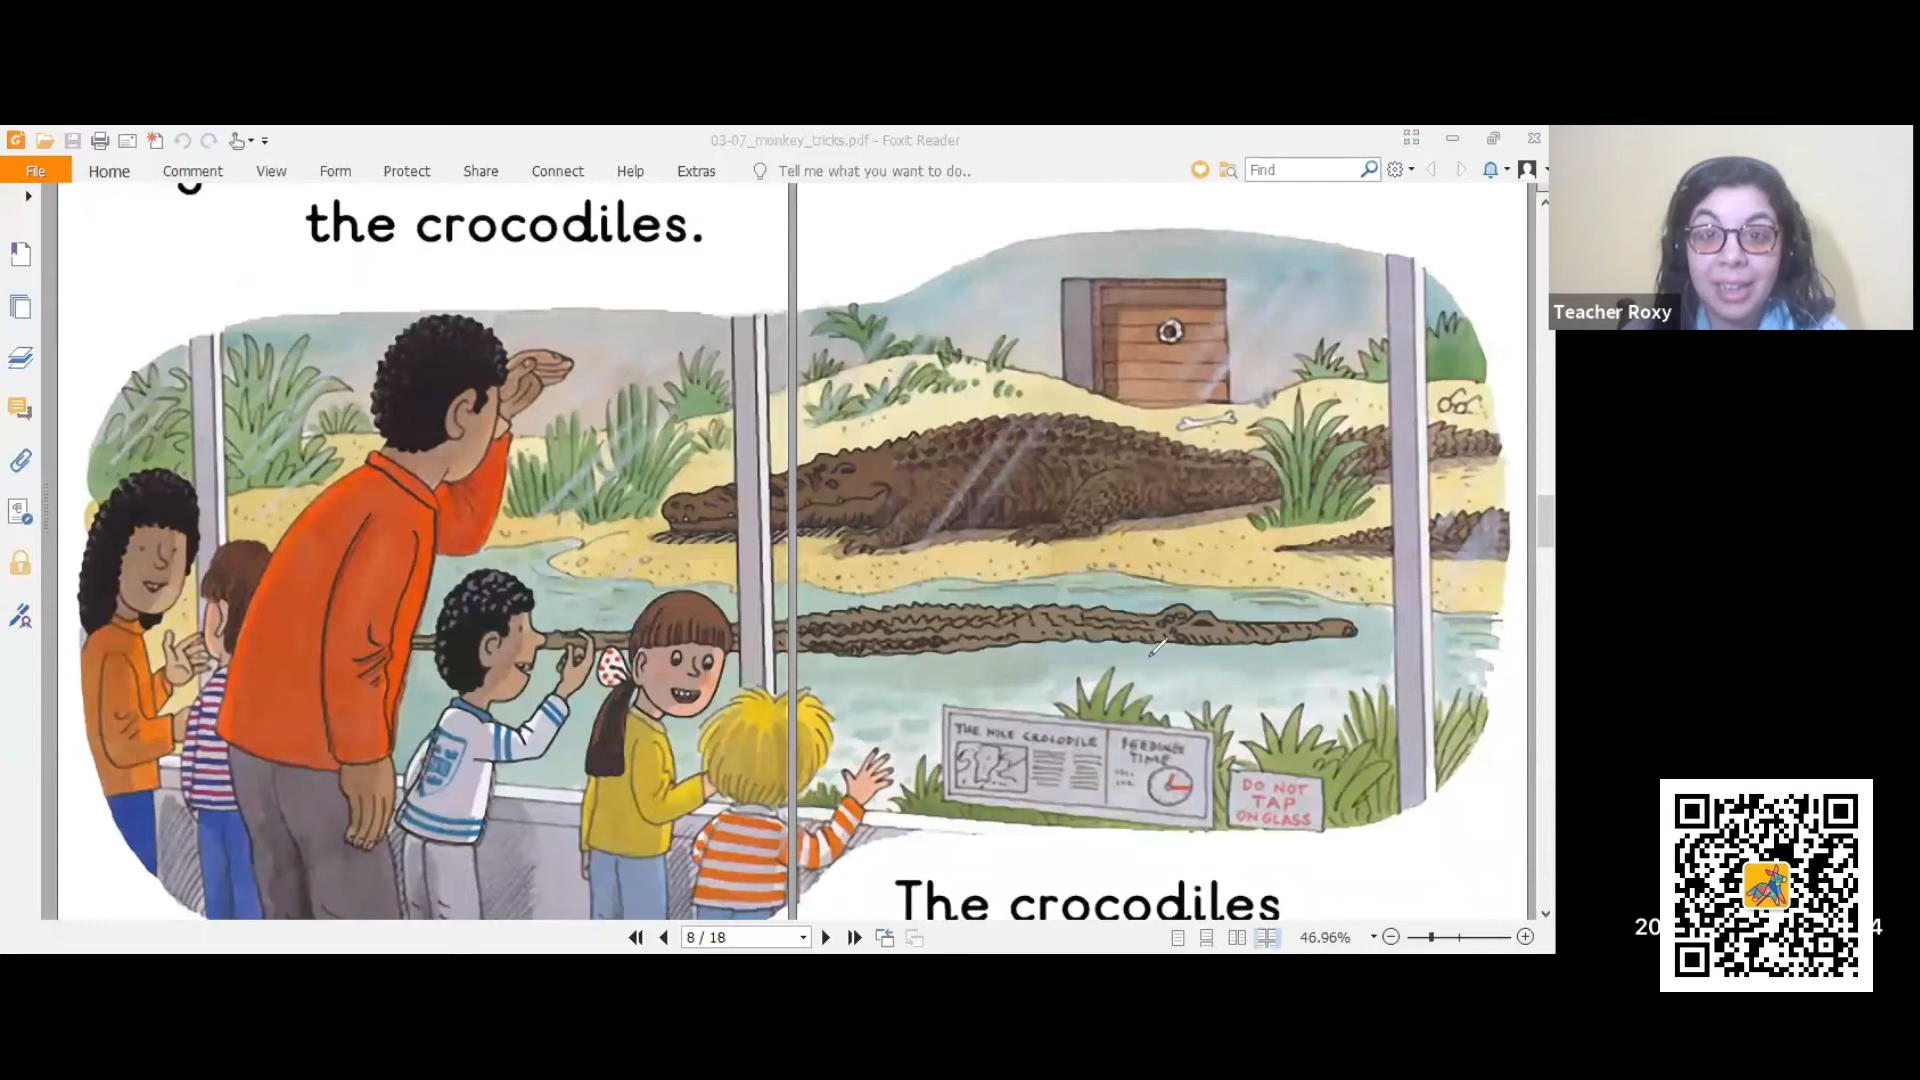 03-07_monkey_tricks.pdf - Foxit Reader
File Home Comment View Form Protect Share Connect Help Extras Tell me what you want to do.. Find
the crocodiles.
Teacher Roxy
THE NILE CROCODILE
FEEDING TIME
DO NOT
TAP
ON GLASS
The crocodiles
8 / 18
46.96%
20
4